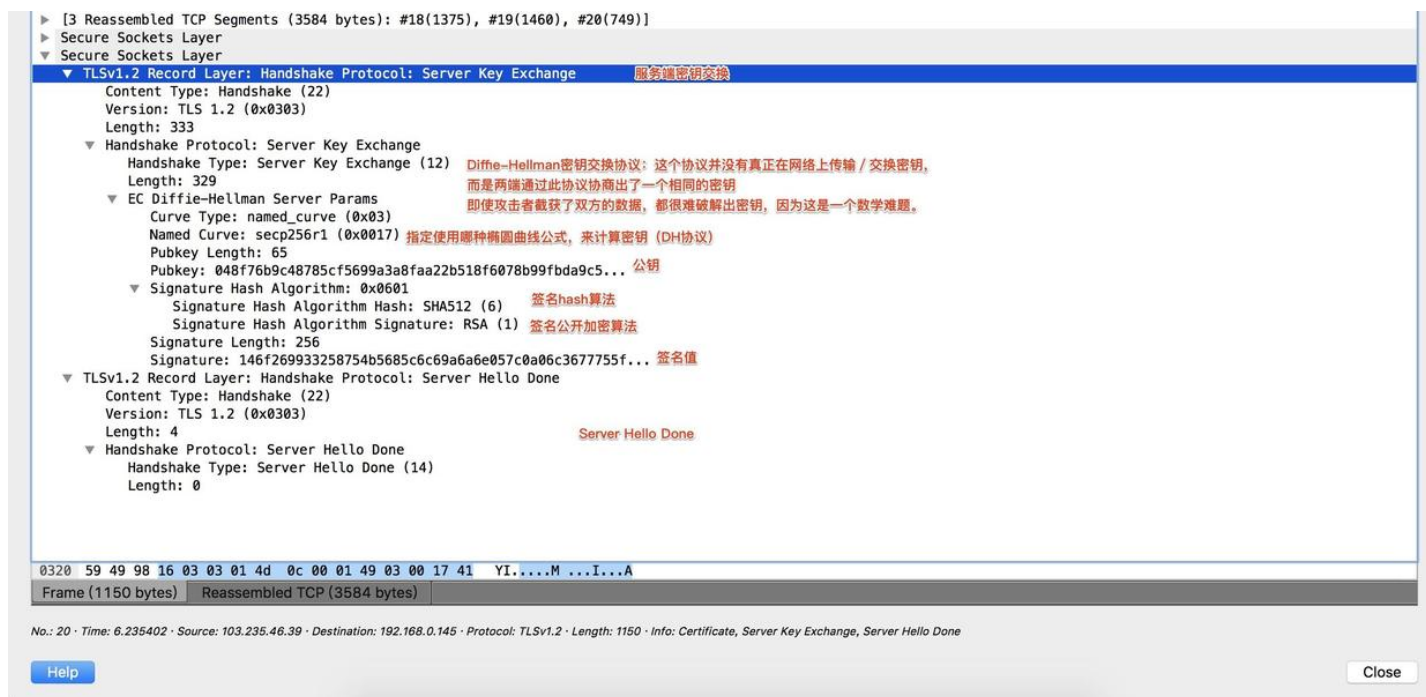 [3 Reassembled TCP Segments (3584 bytes): #18(1375), #19(1460), #20(749)]
Secure Sockets Layer
Secure Sockets Layer
TLSv1.2 Record Layer: Handshake Protocol: Server Key Exchange 服务端密钥交换
Content Type: Handshake (22)
Version: TLS 1.2 (0x0303)
Length: 333
Handshake Protocol: Server Key Exchange
Handshake Type: Server Key Exchange (12) Diffie-Hellman密钥交换协议：这个协议并没有真正在网络上传输 / 交换密钥，
Length: 329 而是两端通过此协议协商出了一个相同的密钥
EC Diffie-Hellman Server Params 即使攻击者截获了双方的数据，都很难破解出密钥，因为这是一个数学难题。
Curve Type: named_curve (0x03)
Named Curve: secp256r1 (0x0017) 指定使用哪种椭圆曲线公式，来计算密钥（DH协议）
Pubkey Length: 65
Pubkey: 048f76b9c48785cf5699a3a8faa22b518f6078b99fbda9c5... 公钥
Signature Hash Algorithm: 0x0601
Signature Hash Algorithm Hash: SHA512 (6) 签名hash算法
Signature Hash Algorithm Signature: RSA (1) 签名公开加密算法
Signature Length: 256
Signature: 146f269933258754b5685c6c69a6a6e057c0a06c3677755f... 签名值
TLSv1.2 Record Layer: Handshake Protocol: Server Hello Done
Content Type: Handshake (22)
Version: TLS 1.2 (0x0303)
Length: 4 Server Hello Done
Handshake Protocol: Server Hello Done
Handshake Type: Server Hello Done (14)
Length: 0
0320 59 49 98 16 03 03 01 4d 0c 00 01 49 03 00 17 41 YI.....M ...I...A
Frame (1150 bytes) Reassembled TCP (3584 bytes)
No.: 20 · Time: 6.235402 · Source: 103.235.46.39 · Destination: 192.168.0.145 · Protocol: TLSv1.2 · Length: 1150 · Info: Certificate, Server Key Exchange, Server Hello Done
Help Close